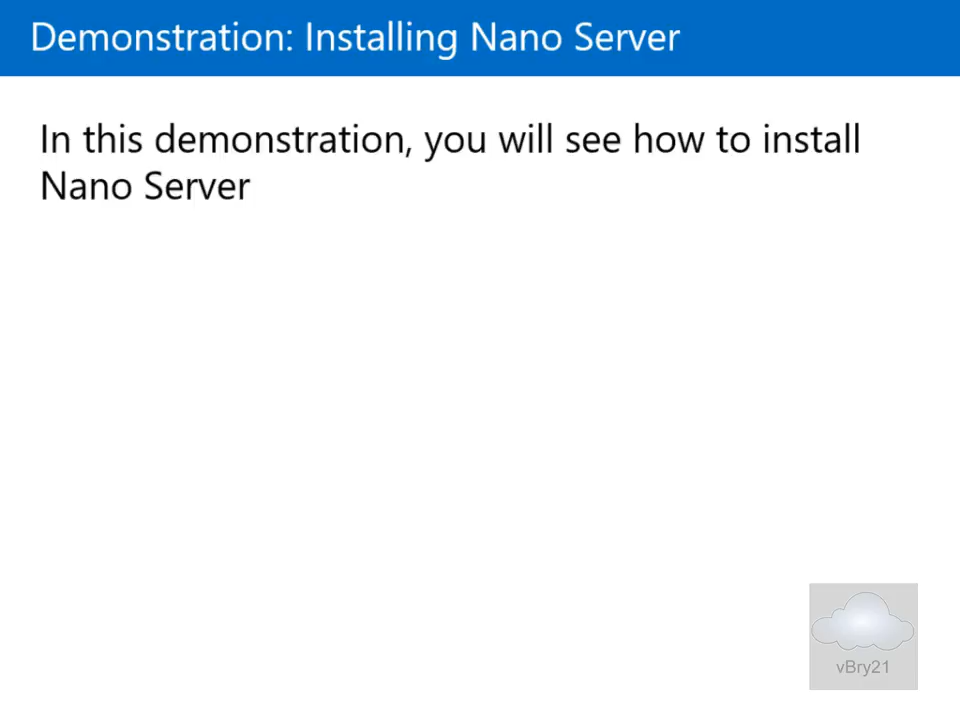 Demonstration: Installing Nano Server
In this demonstration, you will see how to install
Nano Server
vBry21